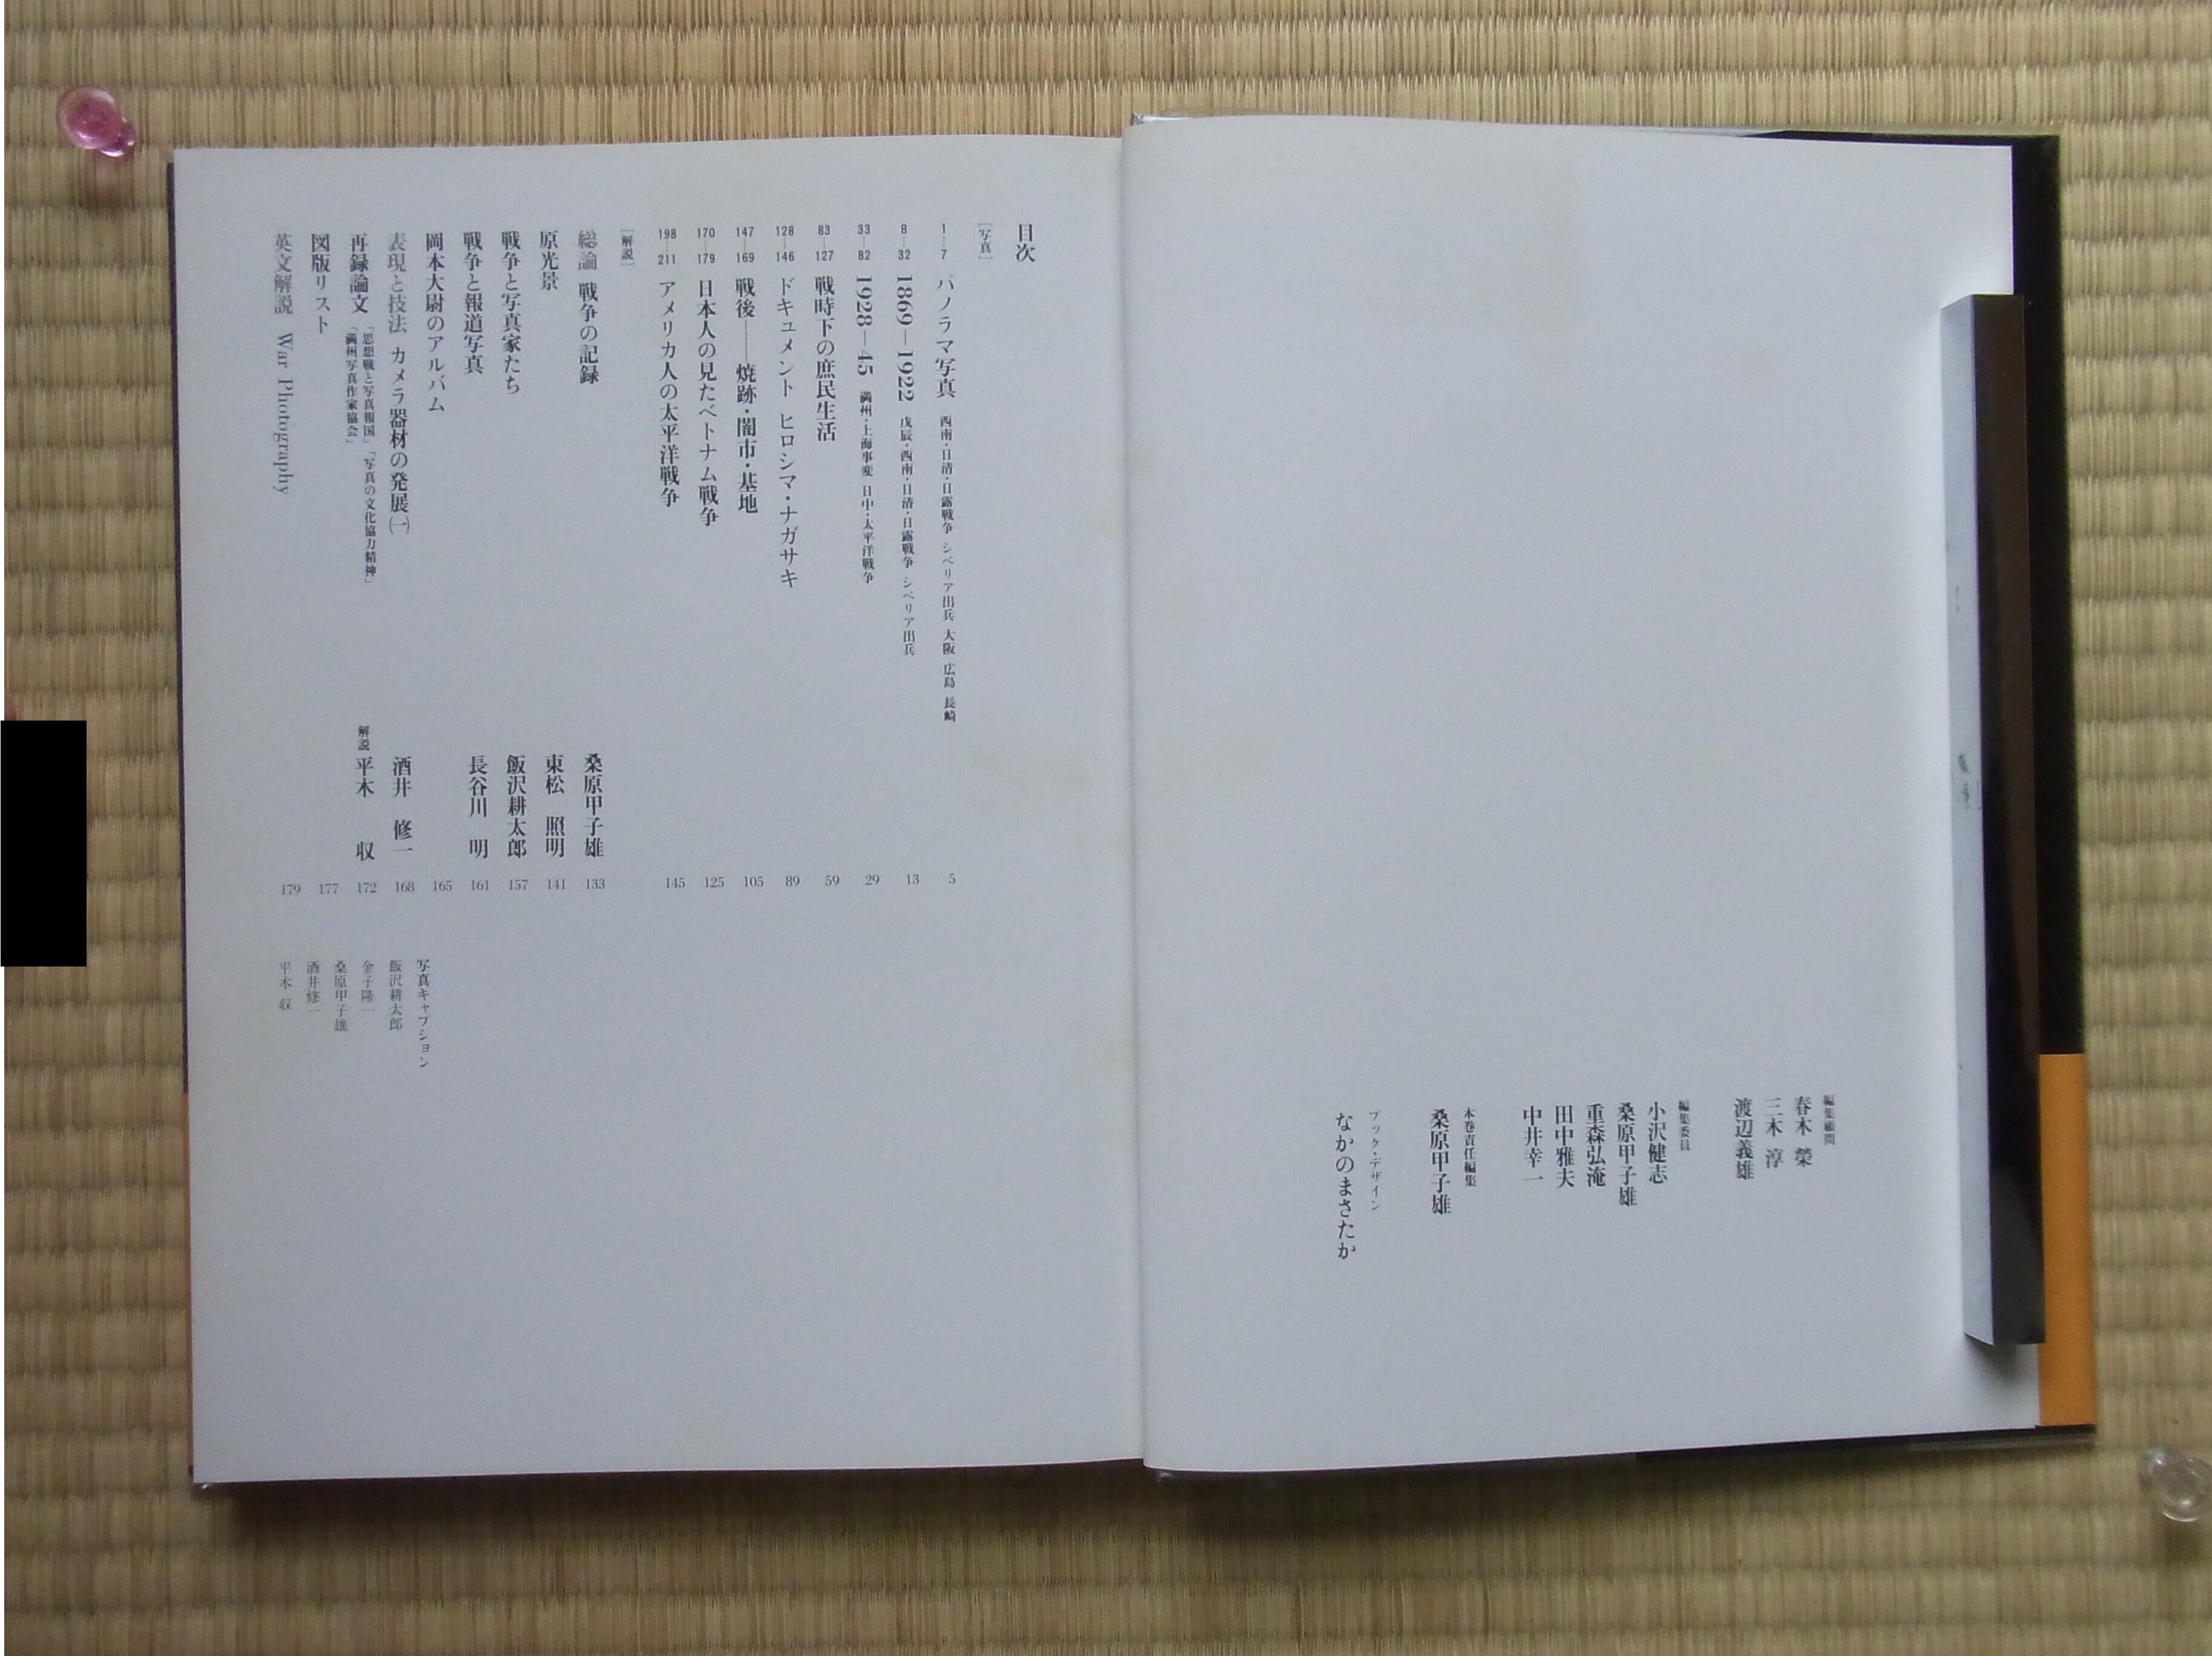 編集顧問
春木 榮
三木 淳
渡辺義雄
編集委員
小沢健志
桑原甲子雄
重森弘淹
田中雅夫
中井幸一
本巻責任編集
桑原甲子雄
ブック・デザイン
なかのまさたか
目次
[写真]
1―7 パノラマ写真 西南・日清・日露戦争 シベリア出兵 大阪 広島 長崎 5
8―32 1869―1922 戊辰・西南・日清・日露戦争 シベリア出兵 13
33―82 1928―45 満州・上海事変 日中・太平洋戦争 29
83―127 戦時下の庶民生活 59
128―146 ドキュメント ヒロシマ・ナガサキ 89
147―169 戦後――焼跡・闇市・基地 105
170―179 日本人の見たベトナム戦争 125
198―211 アメリカ人の太平洋戦争 145
[解説]
総論 戦争の記録 桑原甲子雄 133
原光景 東松 照明 141
戦争と写真家たち 飯沢耕太郎 157
戦争と報道写真 長谷川 明 161
岡本大尉のアルバム 165
表現と技法 カメラ器材の発展(一) 酒井 修一 168
再録論文 「思想戦と写真報国」「写真の文化協力精神」
「満州写真作家協会」 解説 平木 収 172
図版リスト 177
英文解説 War Photography 179
写真キャプション
飯沢耕太郎
金子隆一
桑原甲子雄
酒井修一
平木 収